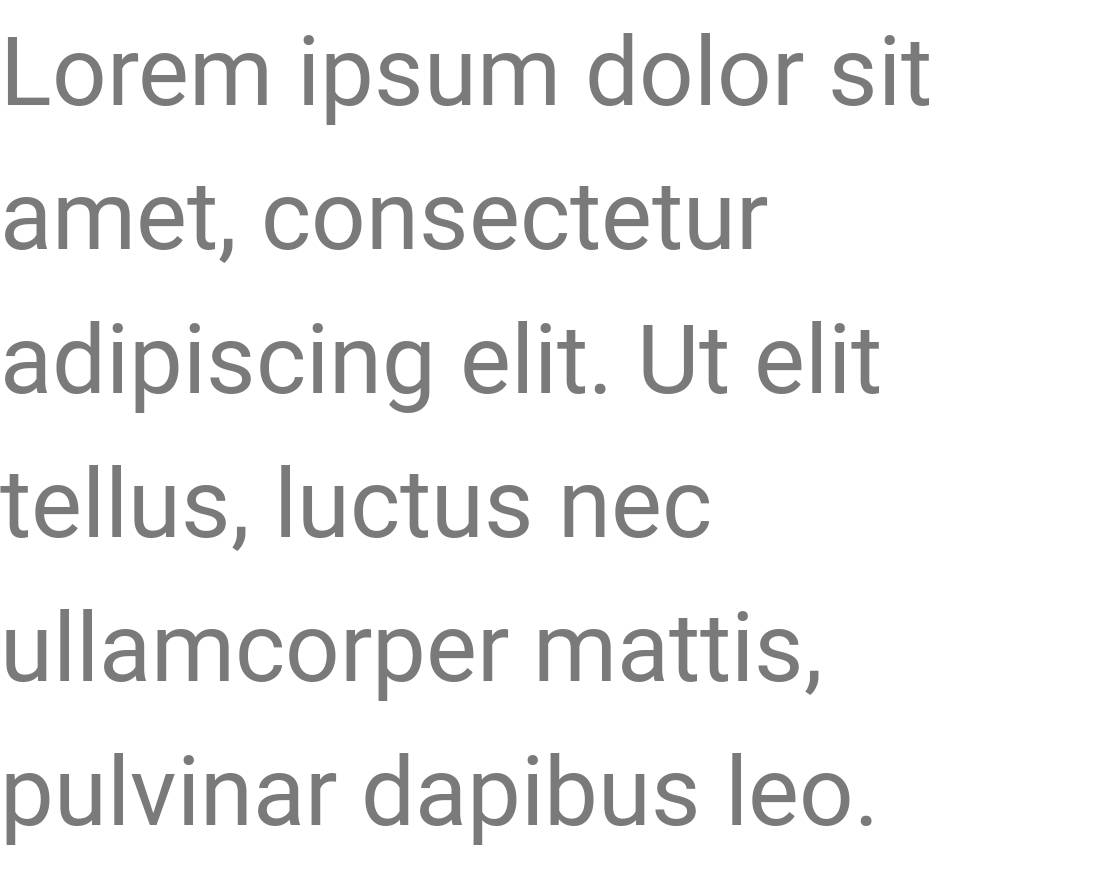 Lorem ipsum dolor sit
amet, consectetur
adipiscing elit. Ut elit
tellus, luctus nec
ullamcorper mattis,
pulvinar dapibus leo.